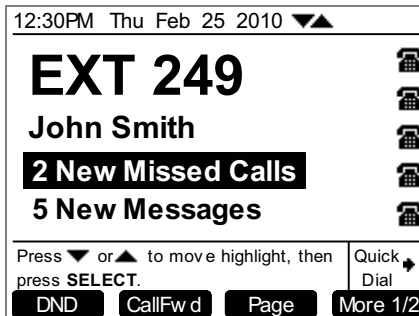 12:30PM Thu Feb 25 2010
EXT 249
John Smith
2 New Missed Calls
5 New Messages
Press ▼ or ▲ to move highlight, then
press SELECT.
Quick
Dial
DND CallFwd Page More 1/2